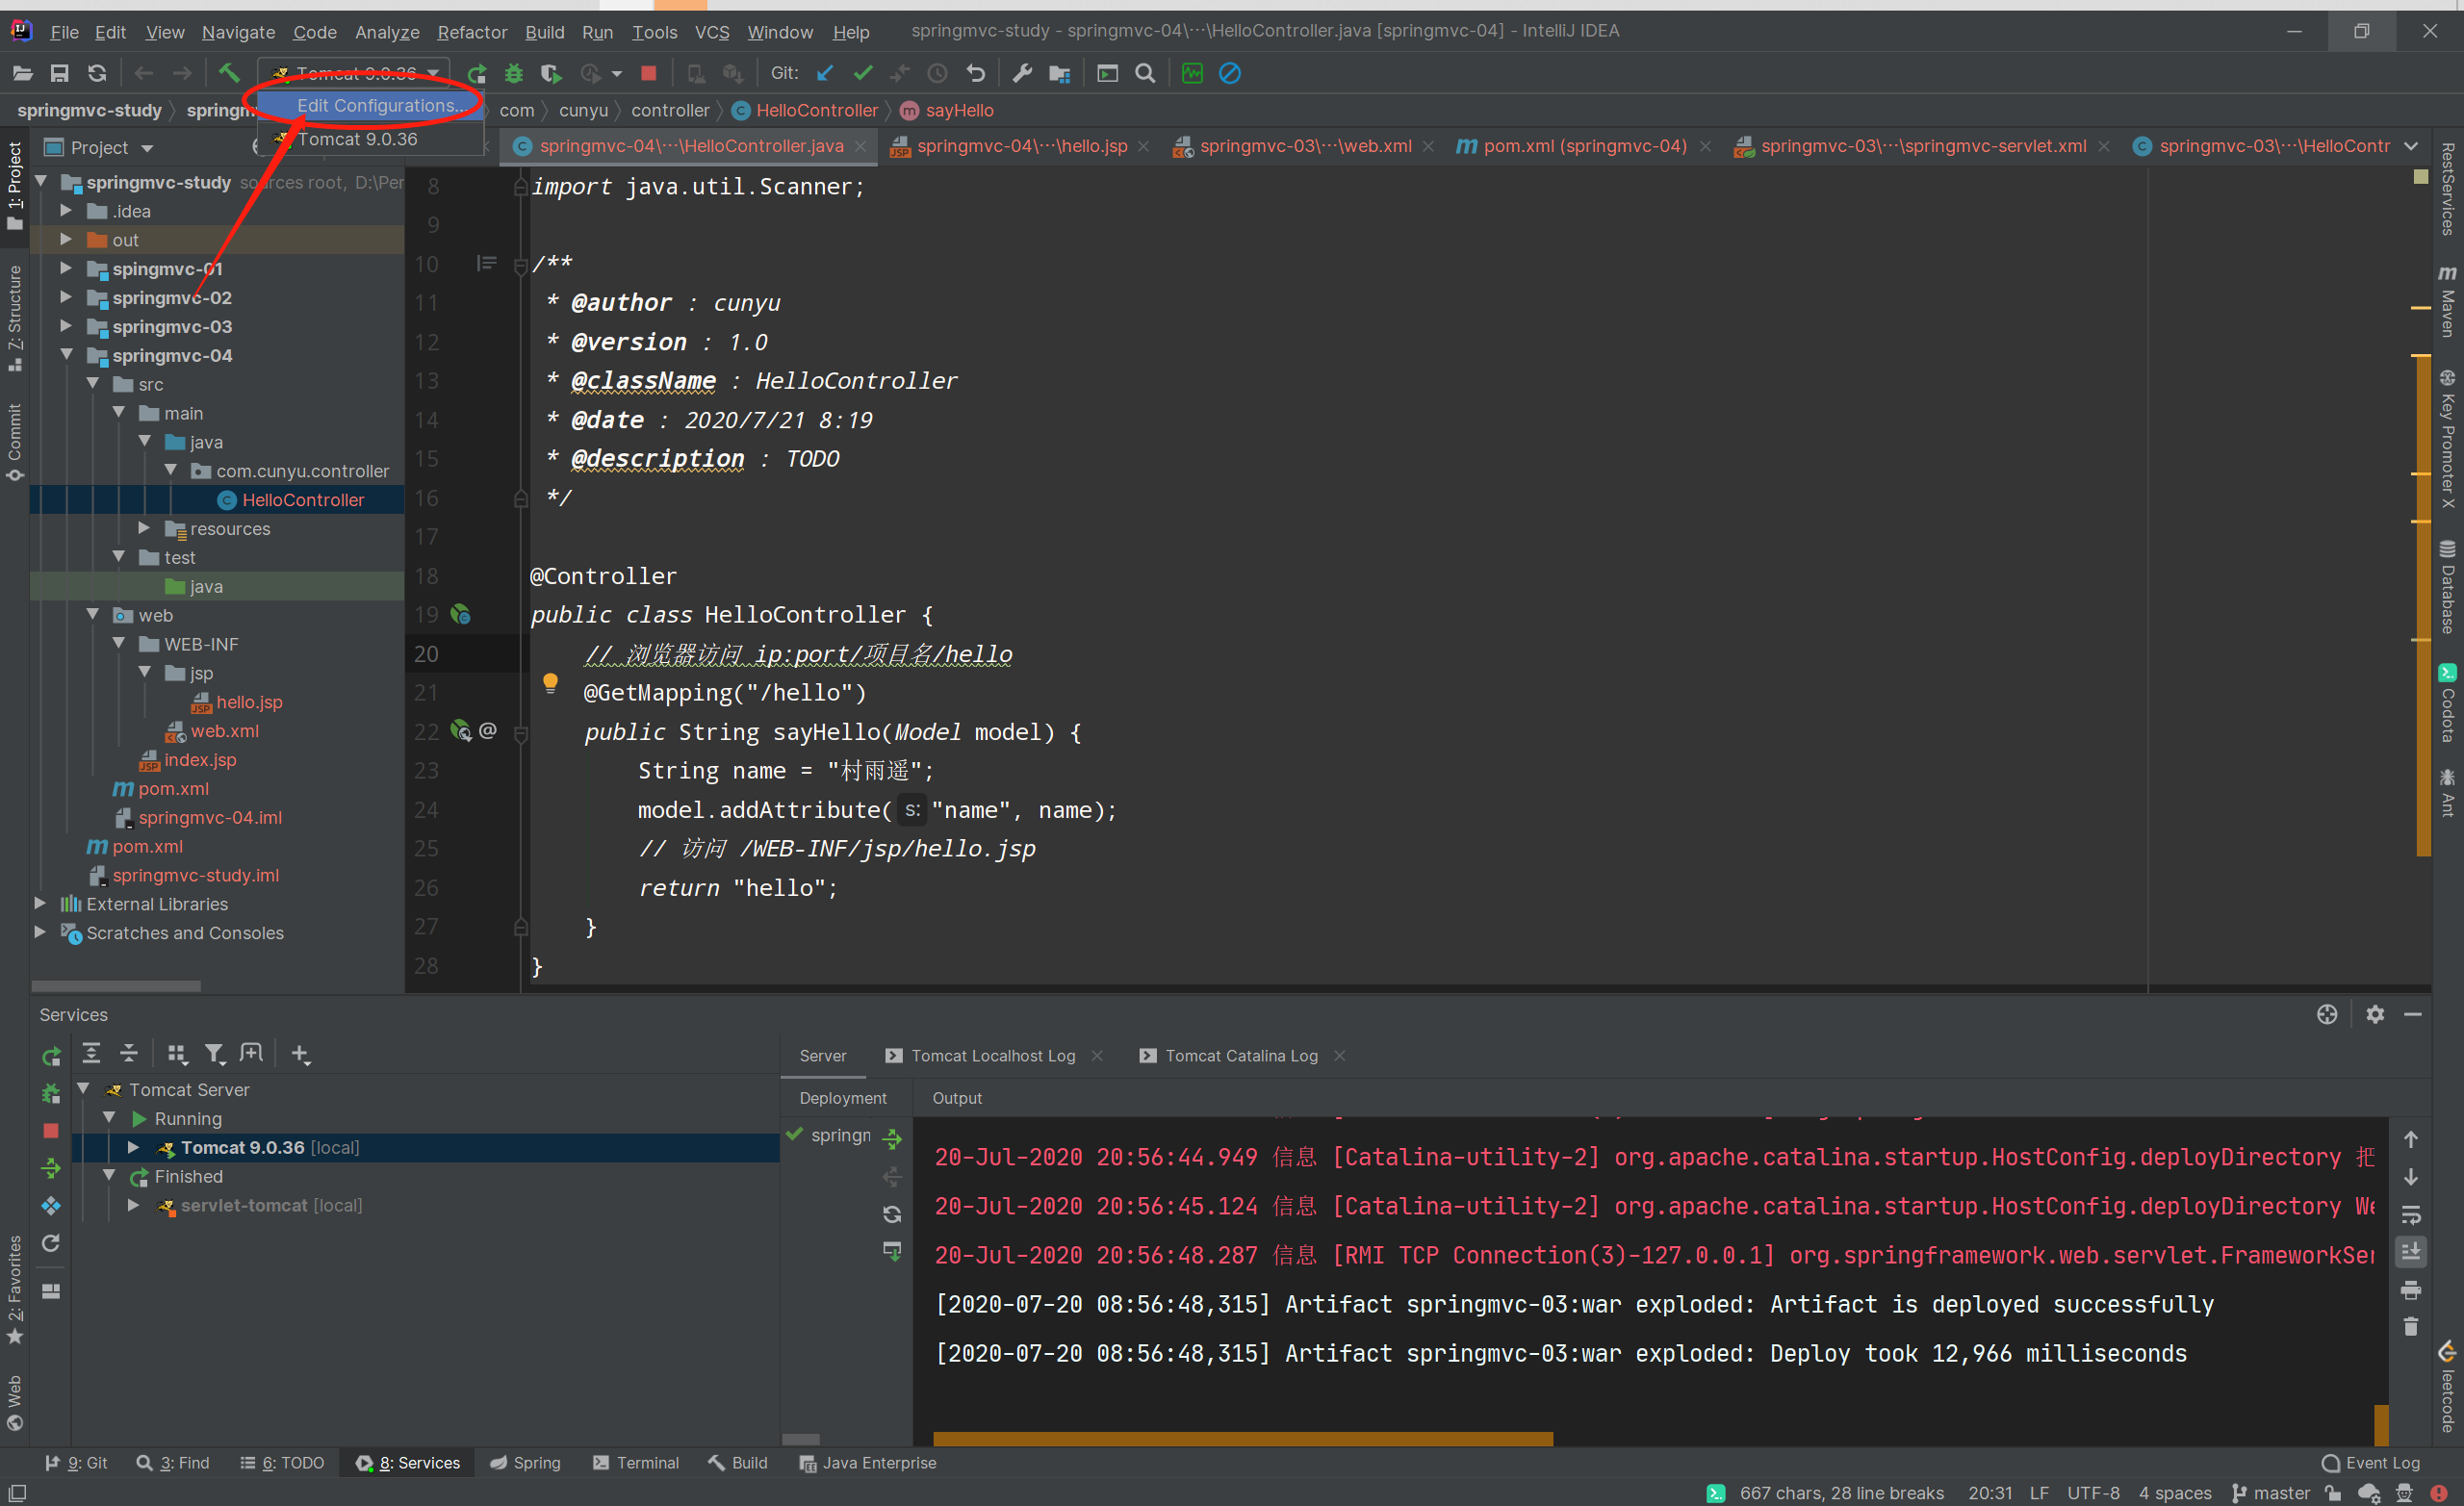 File Edit View Navigate Code Analyze Refactor Build Run Tools VCS Window Help springmvc-study - springmvc-04\···\HelloController.java [springmvc-04] - IntelliJ IDEA
Tomcat 9.0.36 Git:
springmvc-study com cunyu controller HelloController sayHello
Edit Configurations...
Tomcat 9.0.36
Project
springmvc-04\···\HelloController.java springmvc-04\···\hello.jsp springmvc-03\···\web.xml pom.xml (springmvc-04) springmvc-03\···\springmvc-servlet.xml springmvc-03\···\HelloContr
1: Project
7: Structure
Commit
2: Favorites
Web
springmvc-study sources root, D:\Per
.idea
out
spingmvc-01
springmvc-02
springmvc-03
springmvc-04
src
main
java
com.cunyu.controller
HelloController
resources
test
java
web
WEB-INF
jsp
hello.jsp
web.xml
index.jsp
pom.xml
springmvc-04.iml
pom.xml
springmvc-study.iml
External Libraries
Scratches and Consoles
8 import java.util.Scanner;
9
10 /**
11 * @author : cunyu
12 * @version : 1.0
13 * @className : HelloController
14 * @date : 2020/7/21 8:19
15 * @description : TODO
16 */
17
18 @Controller
19 public class HelloController {
20 // 浏览器访问 ip:port/项目名/hello
21 @GetMapping("/hello")
22 @ public String sayHello(Model model) {
23 String name = "村雨遥";
24 model.addAttribute( s: "name", name);
25 // 访问 /WEB-INF/jsp/hello.jsp
26 return "hello";
27 }
28 }
RestServices
Maven
Key Promoter X
Database
Codota
Ant
leetcode
Services
Tomcat Server
Running
Tomcat 9.0.36 [local]
Finished
servlet-tomcat [local]
Server Tomcat Localhost Log Tomcat Catalina Log
Deployment Output
springn
20-Jul-2020 20:56:44.949 信息 [Catalina-utility-2] org.apache.catalina.startup.HostConfig.deployDirectory 把
20-Jul-2020 20:56:45.124 信息 [Catalina-utility-2] org.apache.catalina.startup.HostConfig.deployDirectory We
20-Jul-2020 20:56:48.287 信息 [RMI TCP Connection(3)-127.0.0.1] org.springframework.web.servlet.FrameworkSer
[2020-07-20 08:56:48,315] Artifact springmvc-03:war exploded: Artifact is deployed successfully
[2020-07-20 08:56:48,315] Artifact springmvc-03:war exploded: Deploy took 12,966 milliseconds
9: Git 3: Find 6: TODO 8: Services Spring Terminal Build Java Enterprise Event Log
667 chars, 28 line breaks 20:31 LF UTF-8 4 spaces master